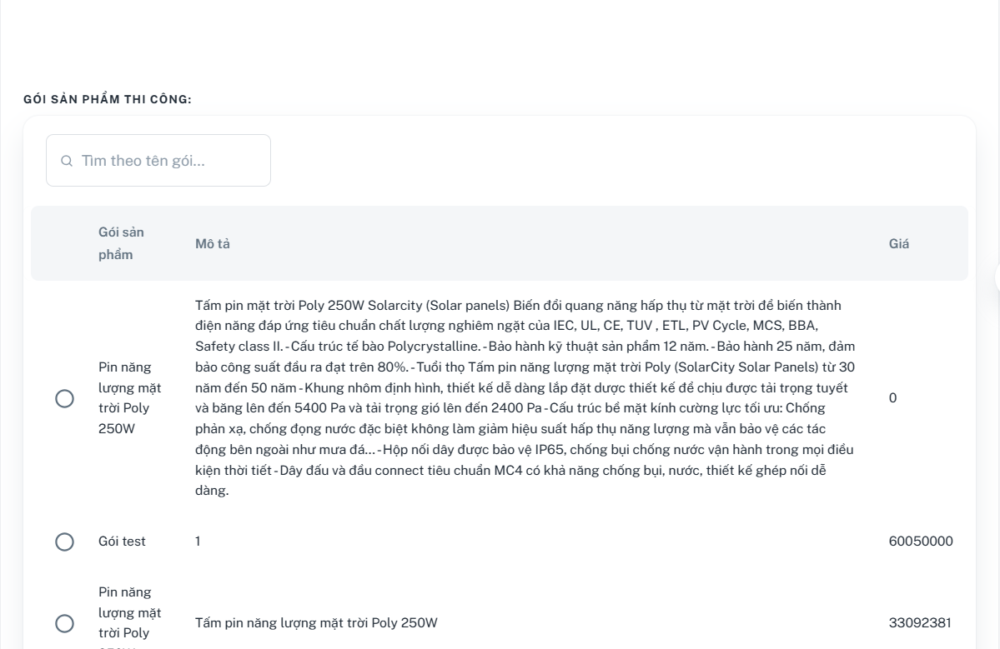 GÓI SẢN PHẨM THI CÔNG:
Tìm theo tên gói...
Gói sản
phẩm
Mô tả
Giá
Pin năng
lượng mặt
trời Poly
250W
Tấm pin mặt trời Poly 250W Solarcity (Solar panels) Biến đổi quang năng hấp thụ từ mặt trời để biến thành
điện năng đáp ứng tiêu chuẩn chất lượng nghiêm ngặt của IEC, UL, CE, TUV , ETL, PV Cycle, MCS, BBA,
Safety class II. - Cấu trúc tế bào Polycrystalline. - Bảo hành kỹ thuật sản phẩm 12 năm. - Bảo hành 25 năm, đảm
bảo công suất đầu ra đạt trên 80%. - Tuổi thọ Tấm pin năng lượng mặt trời Poly (SolarCity Solar Panels) từ 30
năm đến 50 năm - Khung nhôm định hình, thiết kế dễ dàng lắp đặt dược thiết kế để chịu được tải trọng tuyết
và băng lên đến 5400 Pa và tải trọng gió lên đến 2400 Pa - Cấu trúc bề mặt kính cường lực tối ưu: Chống
phản xạ, chống đọng nước đặc biệt không làm giảm hiệu suất hấp thụ năng lượng mà vẫn bảo vệ các tác
động bên ngoài như mưa đá... - Hộp nối dây được bảo vệ IP65, chống bụi chống nước vận hành trong mọi điều
kiện thời tiết - Dây đấu và đầu connect tiêu chuẩn MC4 có khả năng chống bụi, nước, thiết kế ghép nối dễ
dàng.
0
Gói test
1
60050000
Pin năng
lượng mặt
trời Poly
Tấm pin năng lượng mặt trời Poly 250W
33092381